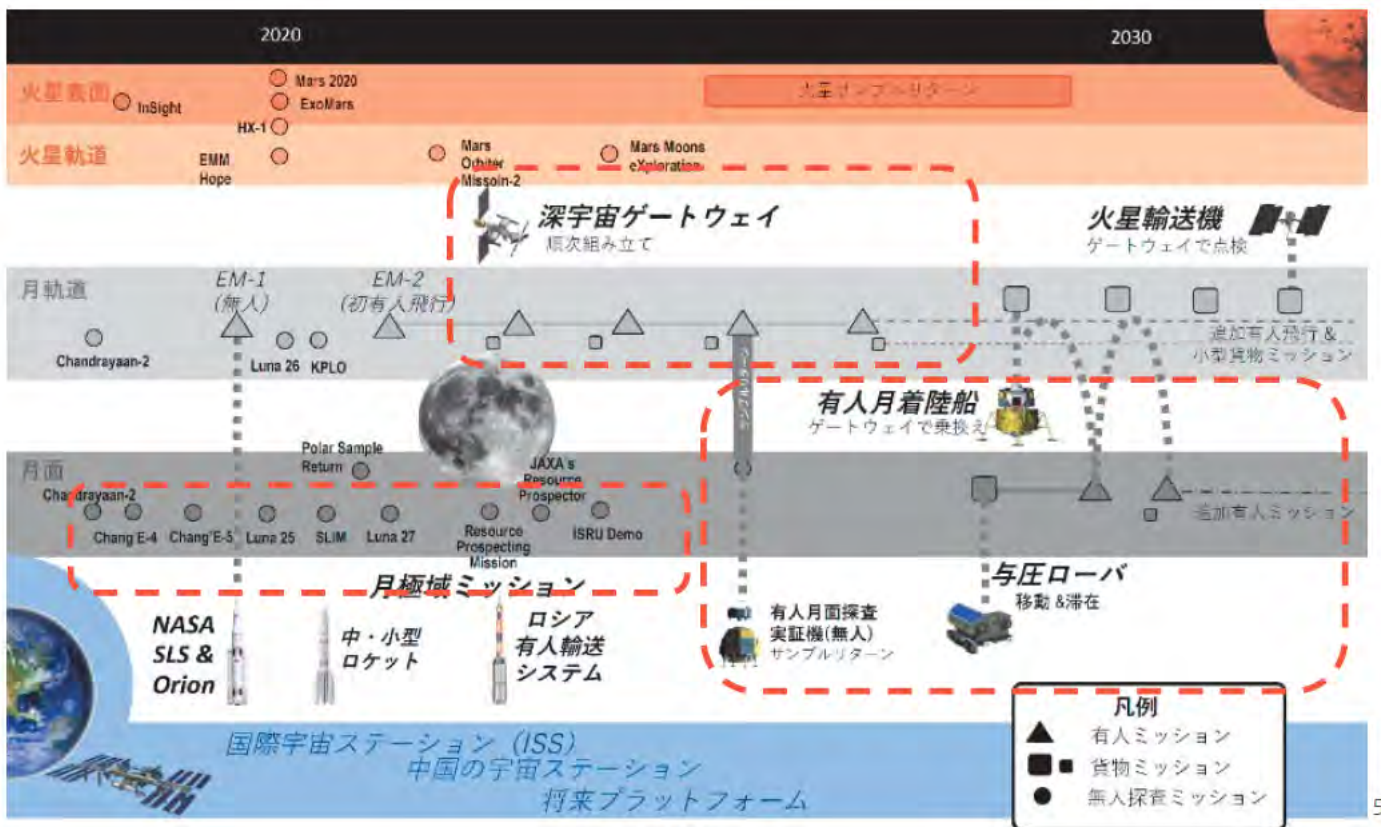 2020
2030
火星表面
InSight
Mars 2020
ExoMars
HX-1
火星サンプルリターン
火星軌道
EMM
Hope
Mars
Orbiter
Missoin-2
Mars Moons
eXploration
深宇宙ゲートウェイ
順次組み立て
火星輸送機
ゲートウェイで点検
月軌道
EM-1
(無人)
EM-2
(初有人飛行)
Chandrayaan-2
Luna 26
KPLO
追加有人飛行 &
小型貨物ミッション
有人月着陸船
ゲートウェイで乗換え
月面
Polar Sample
Return
JAXA's
Resource
Prospector
Chandrayaan-2
Chang'E-4
Chang'E-5
Luna 25
SLIM
Luna 27
Resource
Prospecting
Mission
ISRU Demo
追加有人ミッション
月極域ミッション
与圧ローバ
移動 &滞在
NASA
SLS &
Orion
中・小型
ロケット
ロシア
有人輸送
システム
有人月面探査
実証機(無人)
サンプルリターン
国際宇宙ステーション（ISS）
中国の宇宙ステーション
将来プラットフォーム
凡例
有人ミッション
貨物ミッション
無人探査ミッション
5